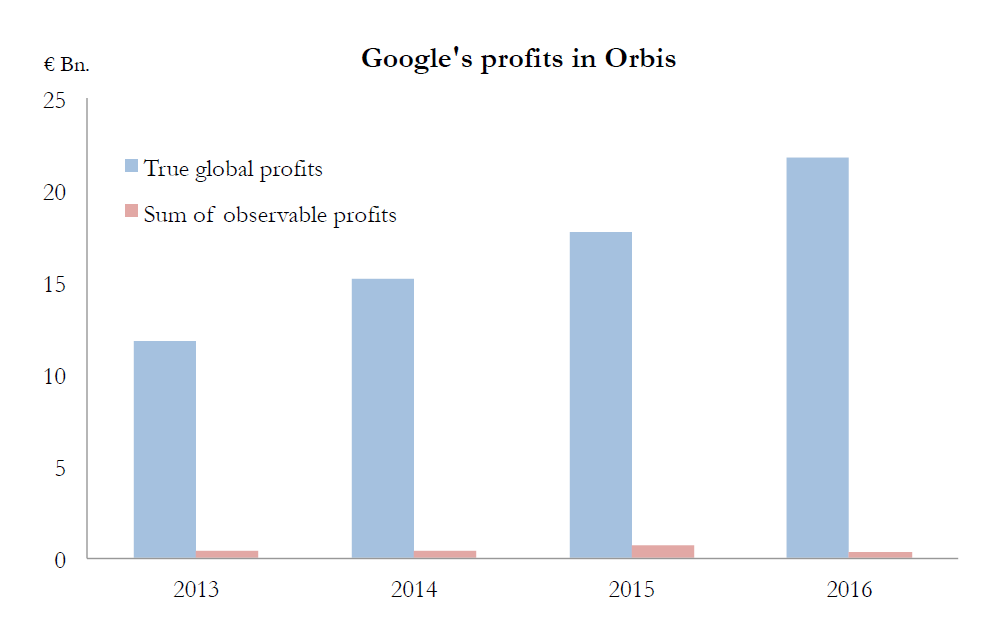 Google's profits in Orbis
€ Bn.
25
True global profits
20
Sum of observable profits
15
10
5
0
2013 2014 2015 2016